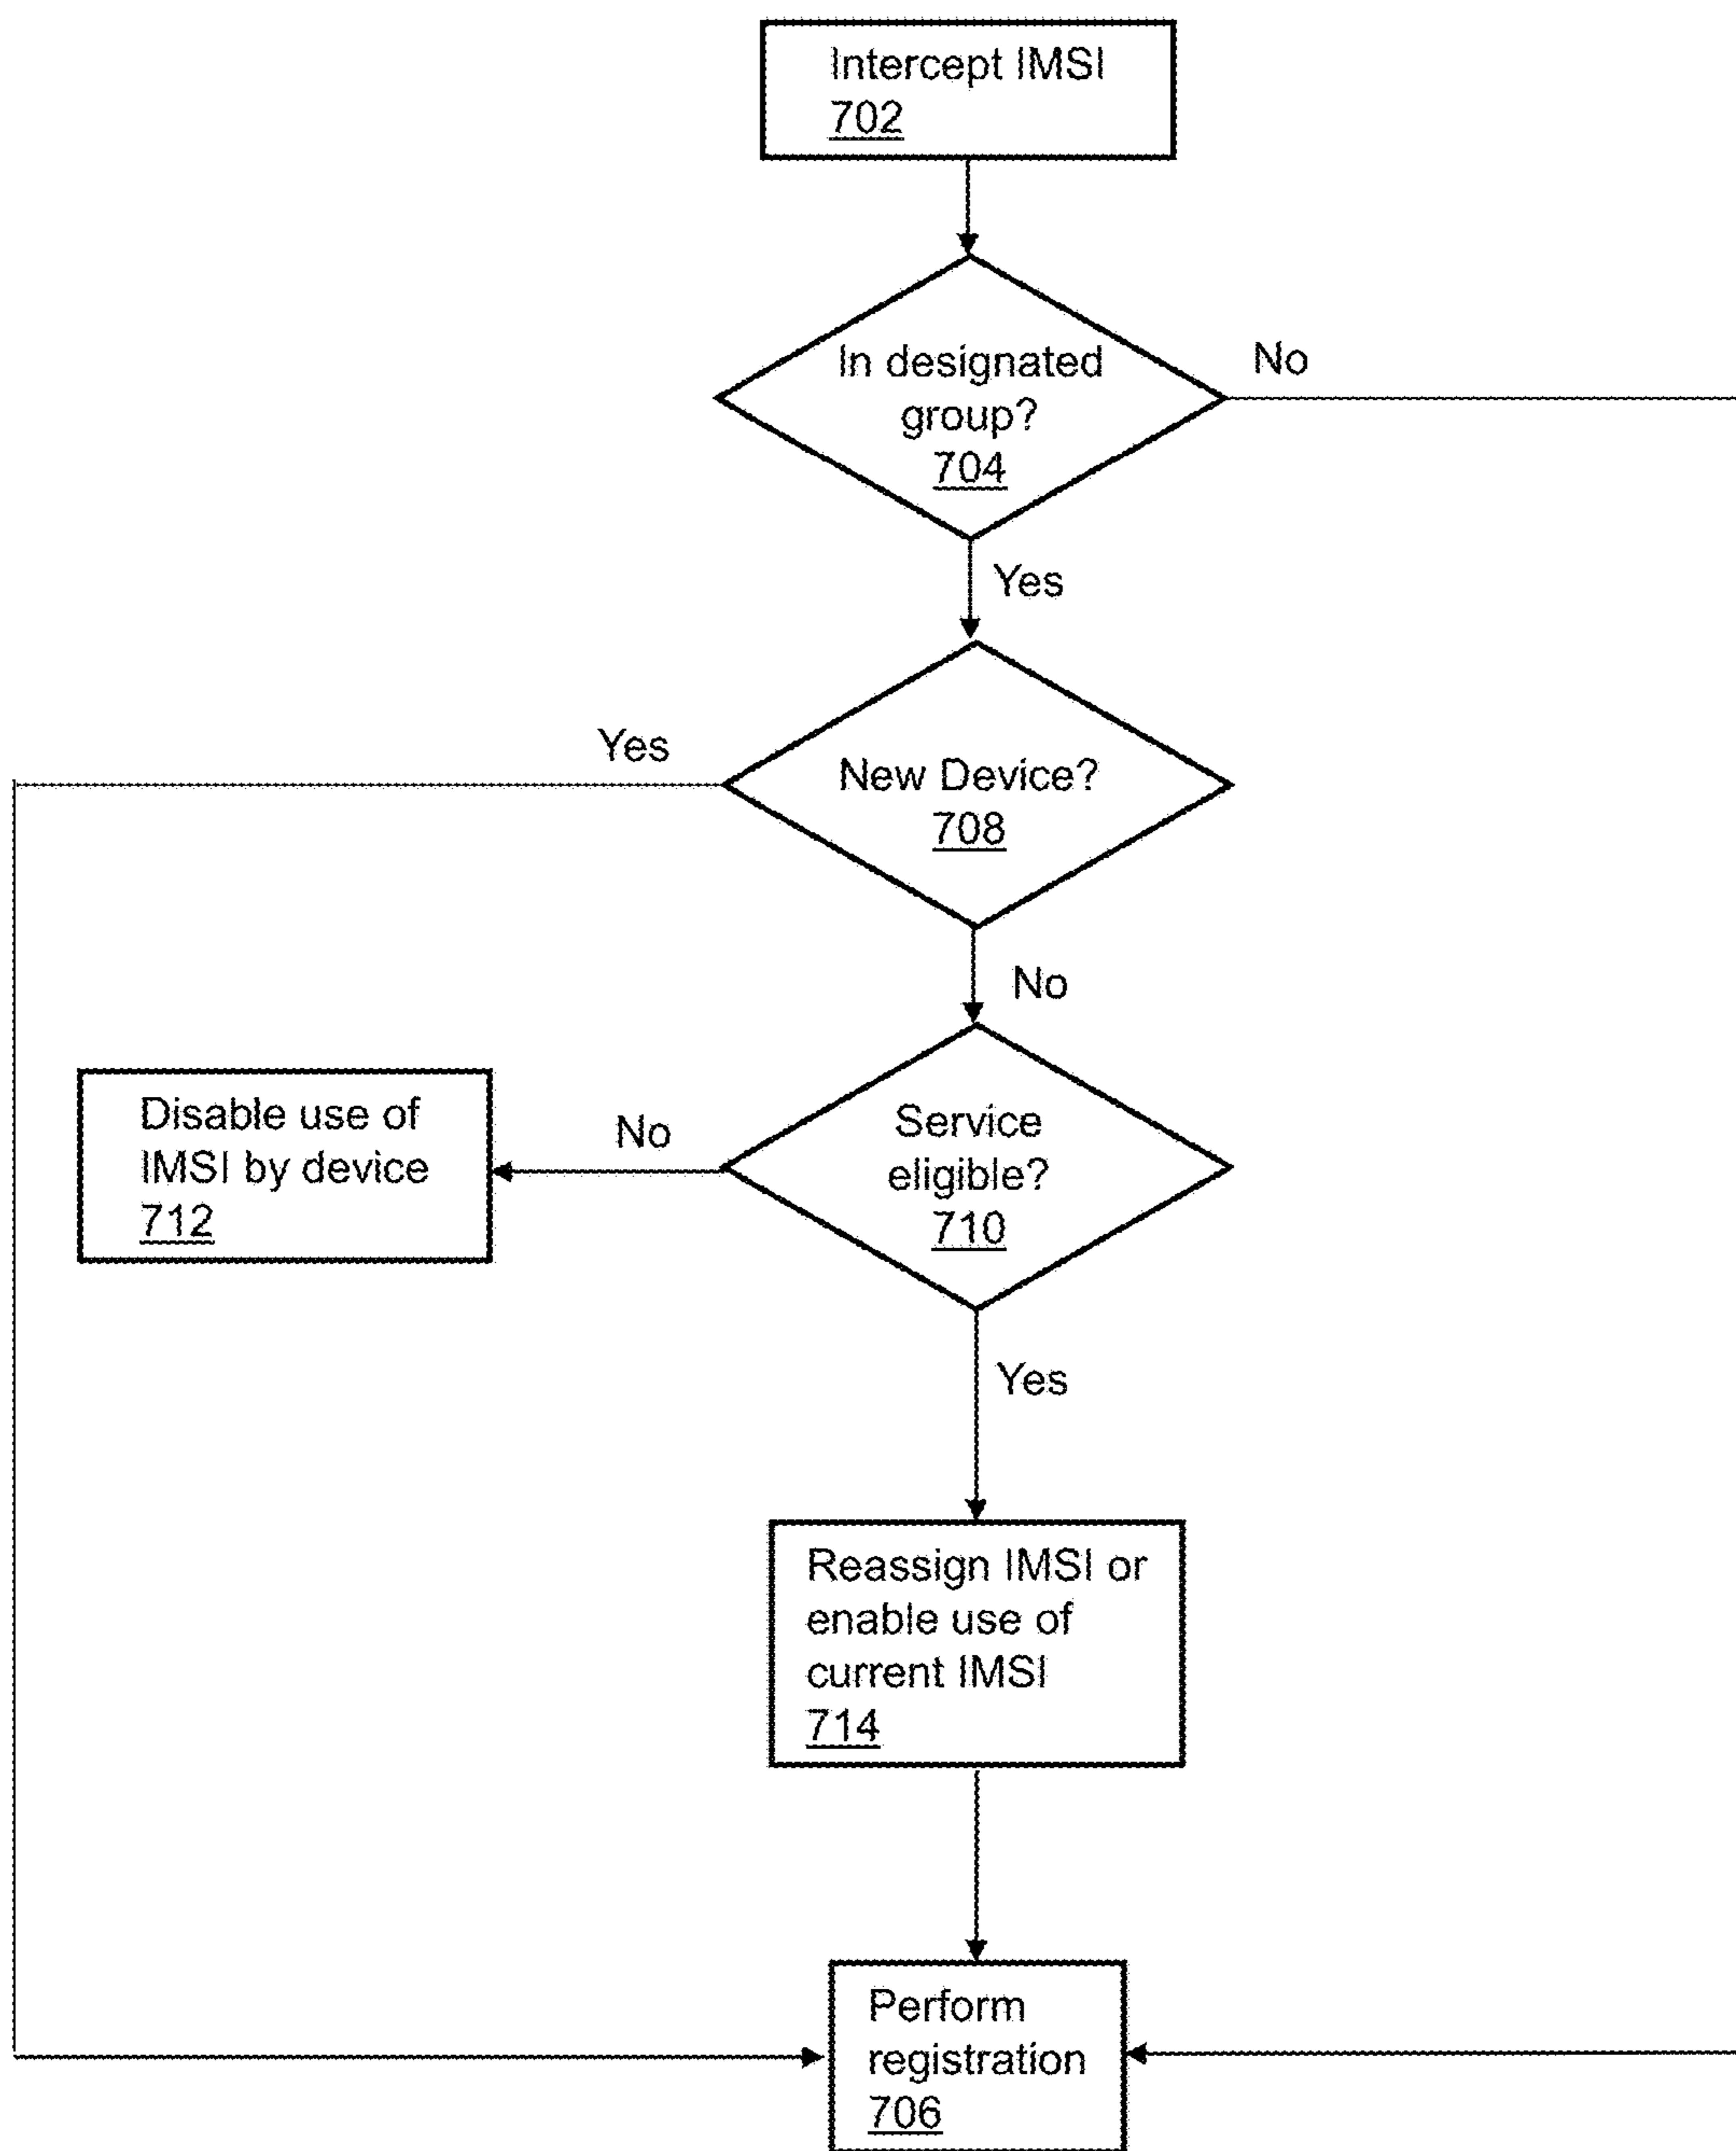 Intercept IMSI
702
In designated
group?
704
No
Yes
Yes
New Device?
708
No
Disable use of
IMSI by device
712
No
Service
eligible?
710
Yes
Reassign IMSI or
enable use of
current IMSI
714
Perform
registration
706